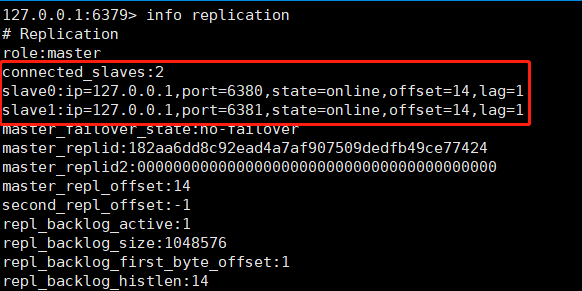 127.0.0.1:6379> info replication
# Replication
role:master
connected_slaves:2
slave0:ip=127.0.0.1,port=6380,state=online,offset=14,lag=1
slave1:ip=127.0.0.1,port=6381,state=online,offset=14,lag=1
master_failover_state:no-failover
master_replid:182aa6dd8c92ead4a7af907509dedfb49ce77424
master_replid2:0000000000000000000000000000000000000000
master_repl_offset:14
second_repl_offset:-1
repl_backlog_active:1
repl_backlog_size:1048576
repl_backlog_first_byte_offset:1
repl_backlog_histlen:14